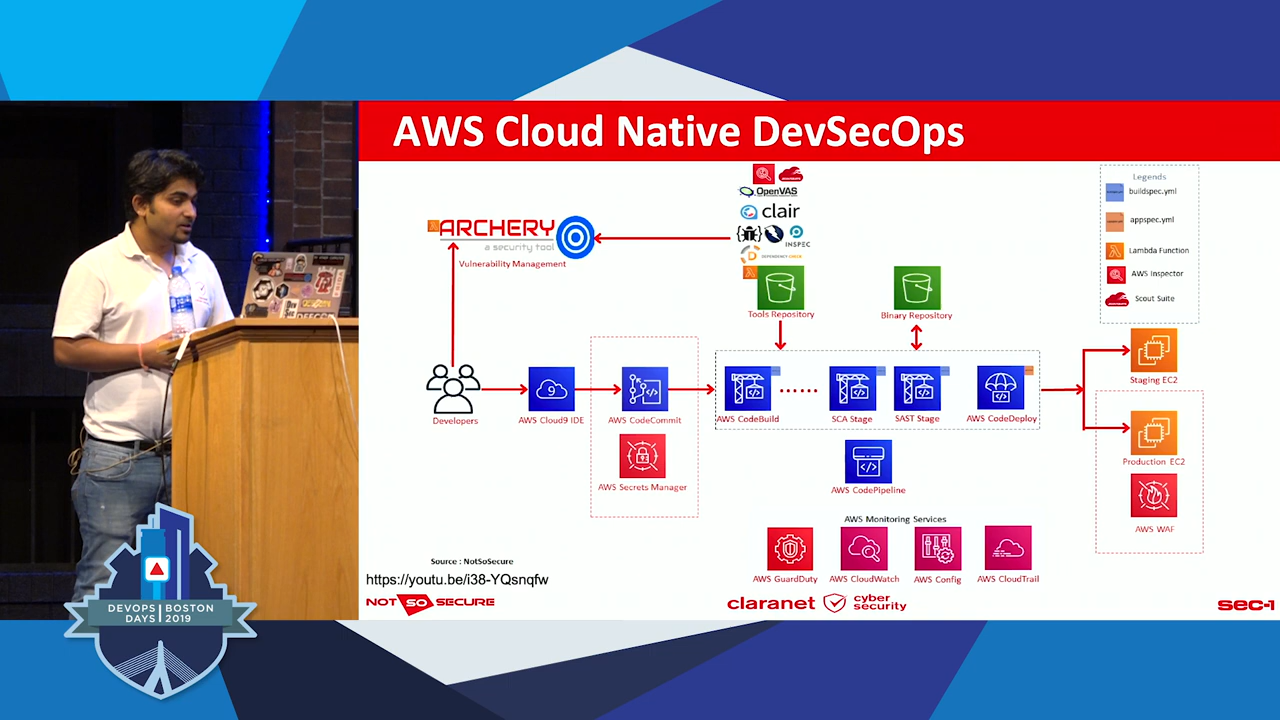 AWS Cloud Native DevSecOps
OpenVAS
clair
INSPEC
DEPENDENCY-CHECK
ARCHERY
a security tool
Vulnerability Management
Tools Repository
Binary Repository
Legends
buildspec.yml
appspec.yml
Lambda Function
AWS Inspector
Scout Suite
Developers
AWS Cloud9 IDE
9
AWS CodeCommit
AWS Secrets Manager
AWS CodeBuild
SCA Stage
SAST Stage
AWS CodeDeploy
AWS CodePipeline
Staging EC2
Production EC2
AWS WAF
AWS Monitoring Services
AWS GuardDuty
AWS CloudWatch
AWS Config
AWS CloudTrail
Source : NotSoSecure
https://youtu.be/i38-YQsnqfw
NOT SO SECURE
claranet
cyber
security
sec-1
DEVOPS BOSTON
DAYS 2019